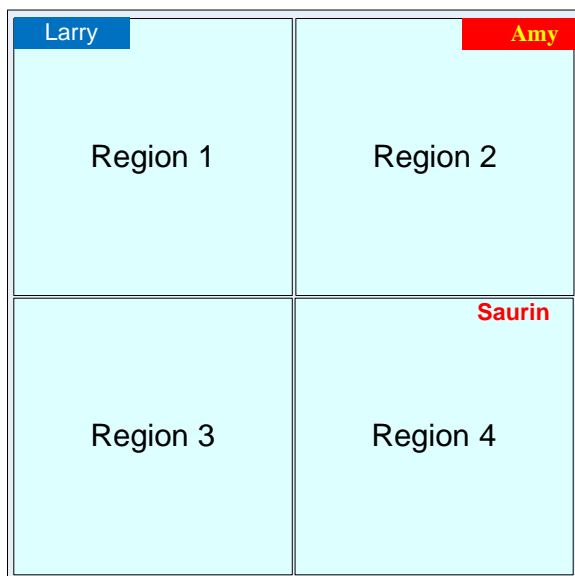 Larry
Amy
Region 1
Region 2
Saurin
Region 3
Region 4